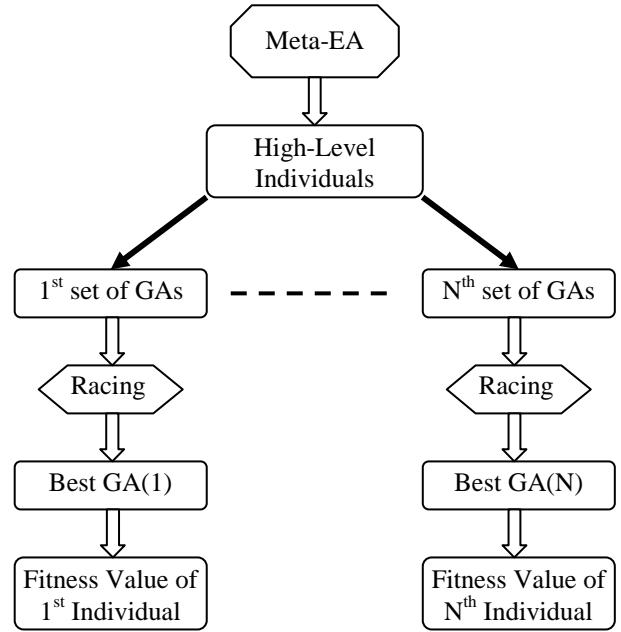 Meta-EA
High-Level
Individuals
1st set of GAs
Nth set of GAs
Racing
Racing
Best GA(1)
Best GA(N)
Fitness Value of
1st Individual
Fitness Value of
Nth Individual